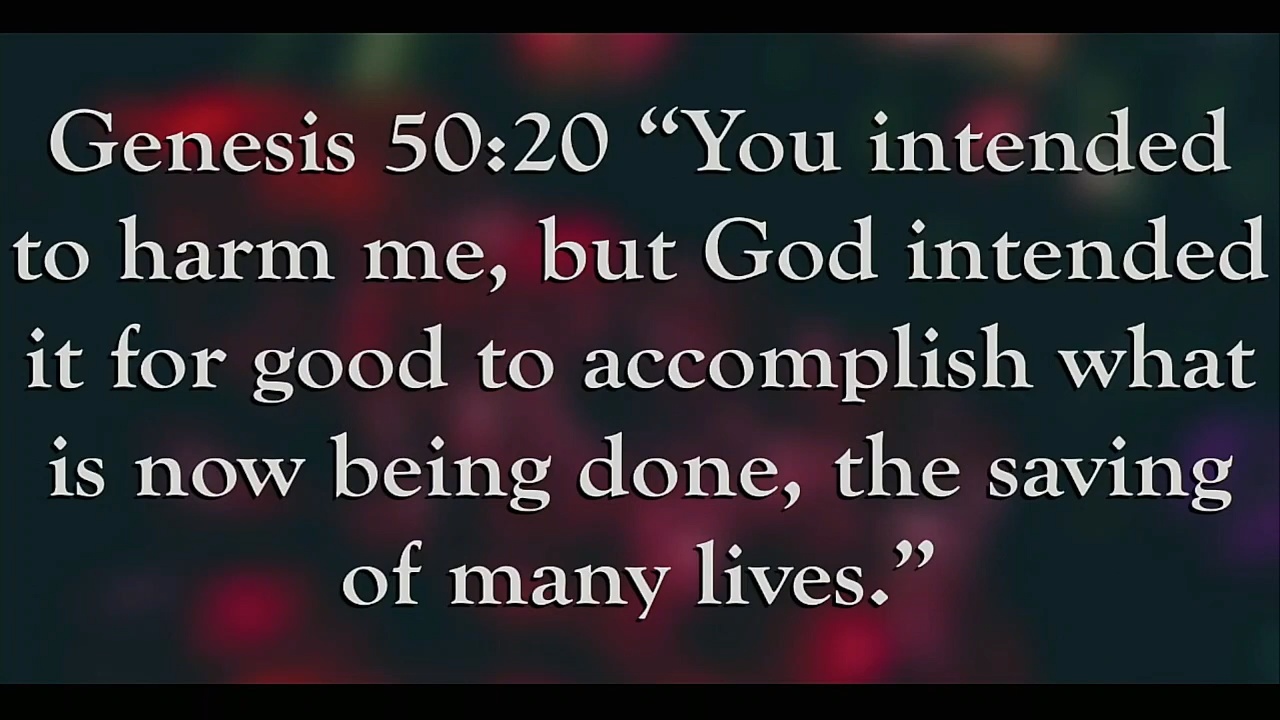 Genesis 50:20 “You intended
to harm me, but God intended
it for good to accomplish what
is now being done, the saving
of many lives.”